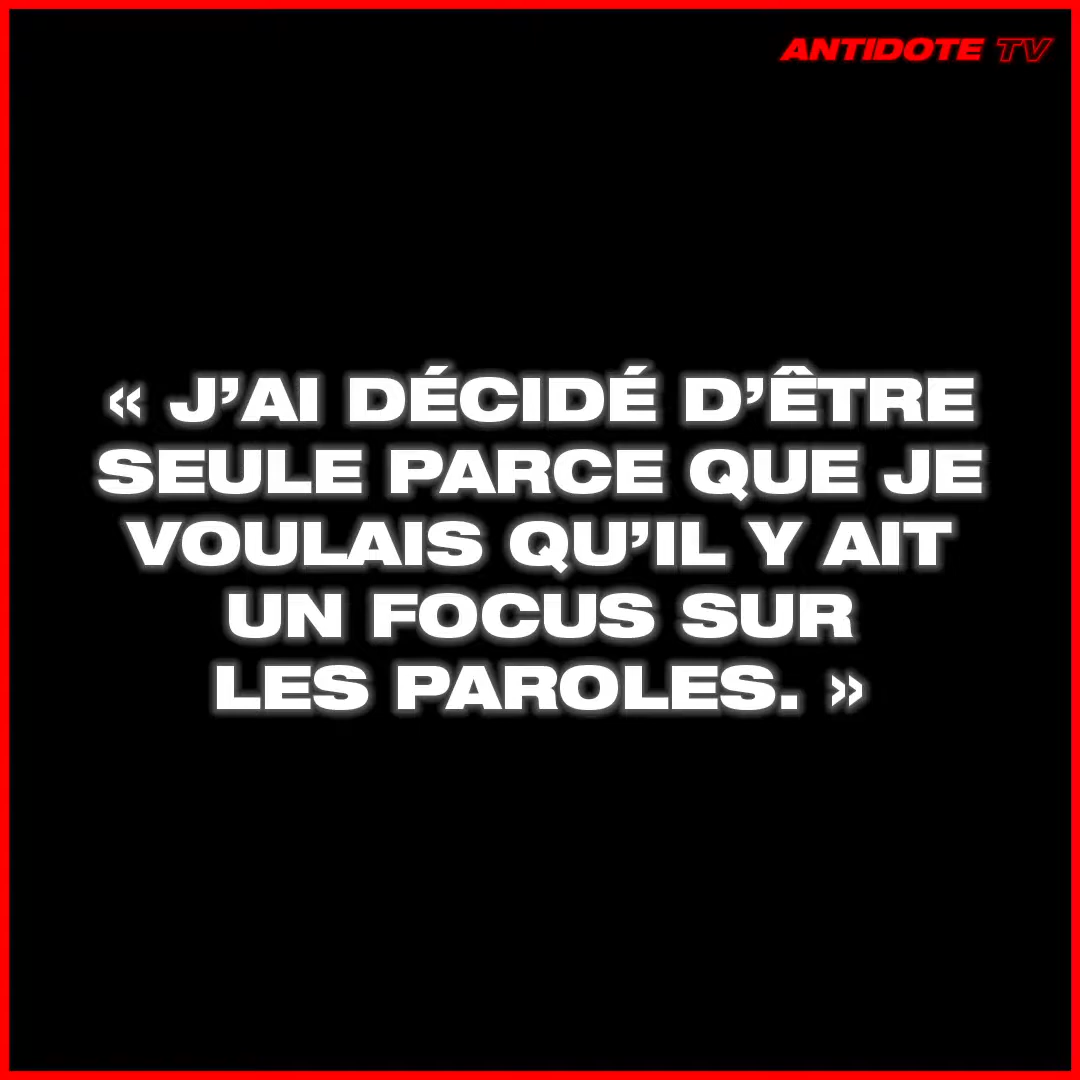 ANTIDOTE TV
« J’AI DÉCIDÉ D’ÊTRE
SEULE PARCE QUE JE
VOULAIS QU’IL Y AIT
UN FOCUS SUR
LES PAROLES. »